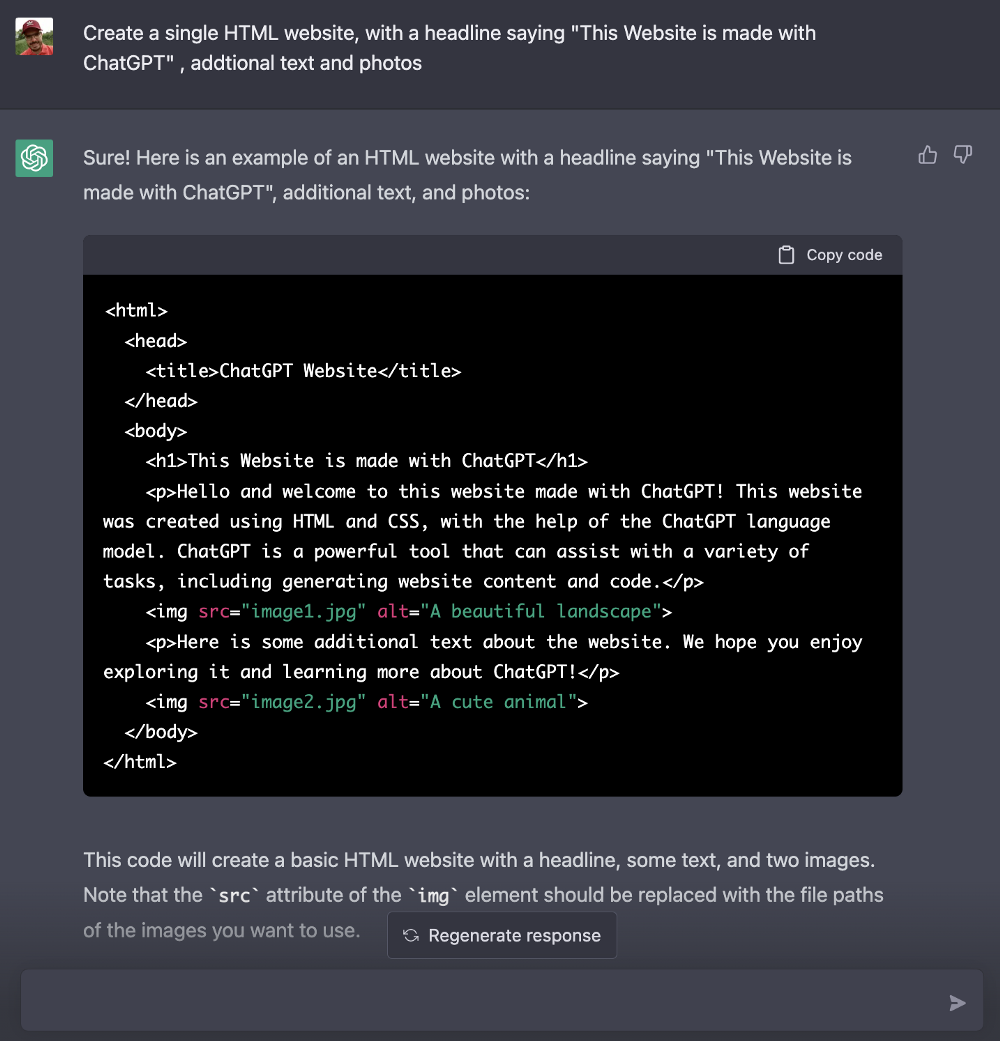 Create a single HTML website, with a headline saying "This Website is made with
ChatGPT" , addtional text and photos
Sure! Here is an example of an HTML website with a headline saying "This Website is
made with ChatGPT", additional text, and photos:
Copy code
<html>
  <head>
    <title>ChatGPT Website</title>
  </head>
  <body>
    <h1>This Website is made with ChatGPT</h1>
    <p>Hello and welcome to this website made with ChatGPT! This website
was created using HTML and CSS, with the help of the ChatGPT language
model. ChatGPT is a powerful tool that can assist with a variety of
tasks, including generating website content and code.</p>
    <img src="image1.jpg" alt="A beautiful landscape">
    <p>Here is some additional text about the website. We hope you enjoy
exploring it and learning more about ChatGPT!</p>
    <img src="image2.jpg" alt="A cute animal">
  </body>
</html>
This code will create a basic HTML website with a headline, some text, and two images.
Note that the `src` attribute of the `img` element should be replaced with the file paths
of the images you want to use.
Regenerate response